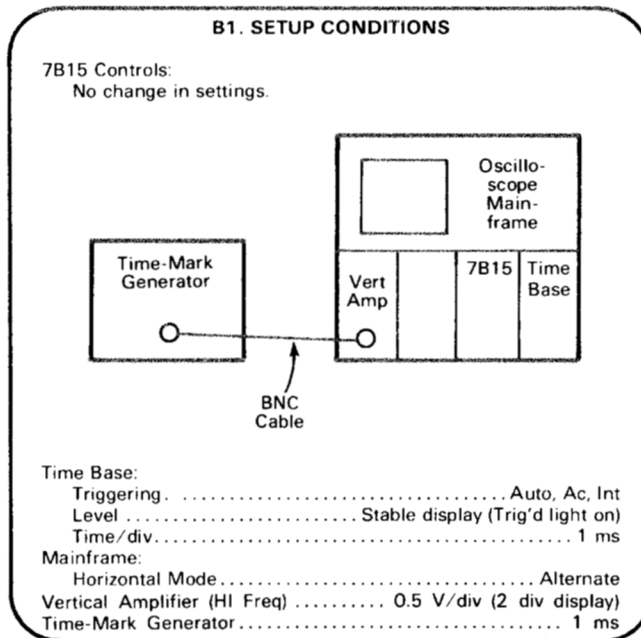 B1. SETUP CONDITIONS
7B15 Controls:
No change in settings.
Oscillo-
scope
Main-
frame
Time-Mark
Generator
Vert
Amp
7B15
Time
Base
BNC
Cable
Time Base:
Triggering. . . . . . . . . . . . . . . . . . . . . . . . . . . . . . . . . . . Auto, Ac, Int
Level . . . . . . . . . . . . . . . . . . . . . Stable display (Trig'd light on)
Time/div. . . . . . . . . . . . . . . . . . . . . . . . . . . . . . . . . . . . . . . . . 1 ms
Mainframe:
Horizontal Mode . . . . . . . . . . . . . . . . . . . . . . . . . . . . . . . Alternate
Vertical Amplifier (HI Freq) . . . . . . . . . . 0.5 V/div (2 div display)
Time-Mark Generator . . . . . . . . . . . . . . . . . . . . . . . . . . . . . . . 1 ms